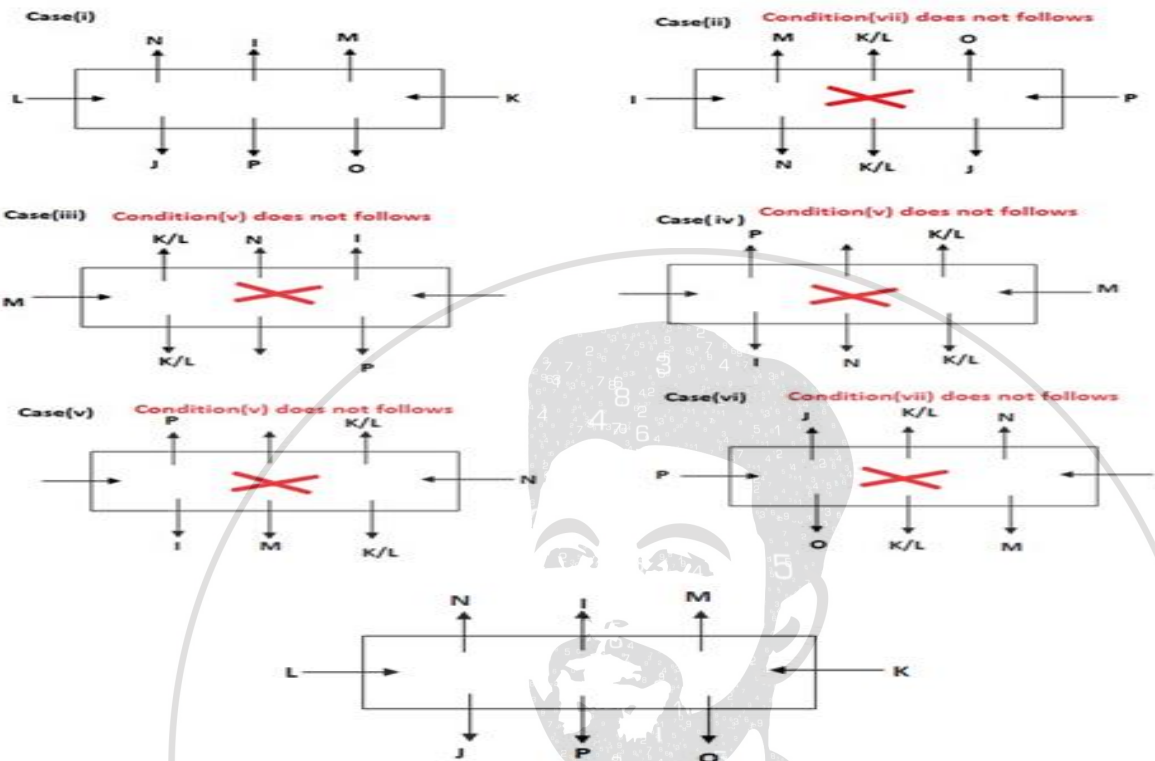 Case(i)
N I M
L K
J P O
Case(ii) Condition(vii) does not follows
M K/L O
I P
N K/L J
Case(iii) Condition(v) does not follows
K/L N I
M
K/L P
Case(iv) Condition(v) does not follows
P K/L
M
I N K/L
Case(v) Condition(v) does not follows
P K/L
N
I M K/L
Case(vi) Condition(vii) does not follows
J K/L N
P
O K/L M
N I M
L K
J P O